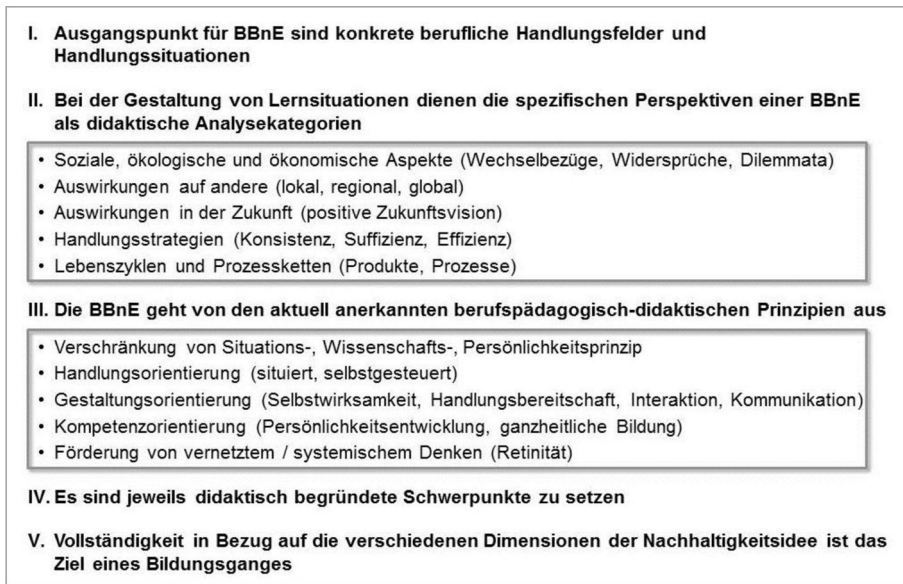 I. Ausgangspunkt für BBnE sind konkrete berufliche Handlungsfelder und
Handlungssituationen
II. Bei der Gestaltung von Lernsituationen dienen die spezifischen Perspektiven einer BBnE
als didaktische Analysekategorien
• Soziale, ökologische und ökonomische Aspekte (Wechselbezüge, Widersprüche, Dilemmata)
• Auswirkungen auf andere (lokal, regional, global)
• Auswirkungen in der Zukunft (positive Zukunftsvision)
• Handlungsstrategien (Konsistenz, Suffizienz, Effizienz)
• Lebenszyklen und Prozessketten (Produkte, Prozesse)
III. Die BBnE geht von den aktuell anerkannten berufspädagogisch-didaktischen Prinzipien aus
• Verschränkung von Situations-, Wissenschafts-, Persönlichkeitsprinzip
• Handlungsorientierung (situiert, selbstgesteuert)
• Gestaltungsorientierung (Selbstwirksamkeit, Handlungsbereitschaft, Interaktion, Kommunikation)
• Kompetenzorientierung (Persönlichkeitsentwicklung, ganzheitliche Bildung)
• Förderung von vernetztem / systemischem Denken (Retinität)
IV. Es sind jeweils didaktisch begründete Schwerpunkte zu setzen
V. Vollständigkeit in Bezug auf die verschiedenen Dimensionen der Nachhaltigkeitsidee ist das
Ziel eines Bildungsganges